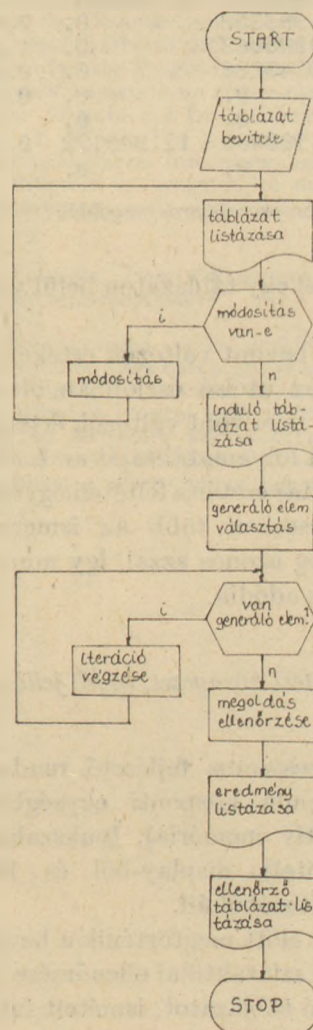 START
táblázat
bevitele
táblázat
listázása
módosítás
van-e
i
n
módosítás
induló táb-
lázat listá-
zása
generáló elem
választás
van
generáló elem?
i
n
Iteráció
végzése
megoldás
ellenőrzése
eredmény
listázása
ellenőrző
táblázat lis
tázása
STOP